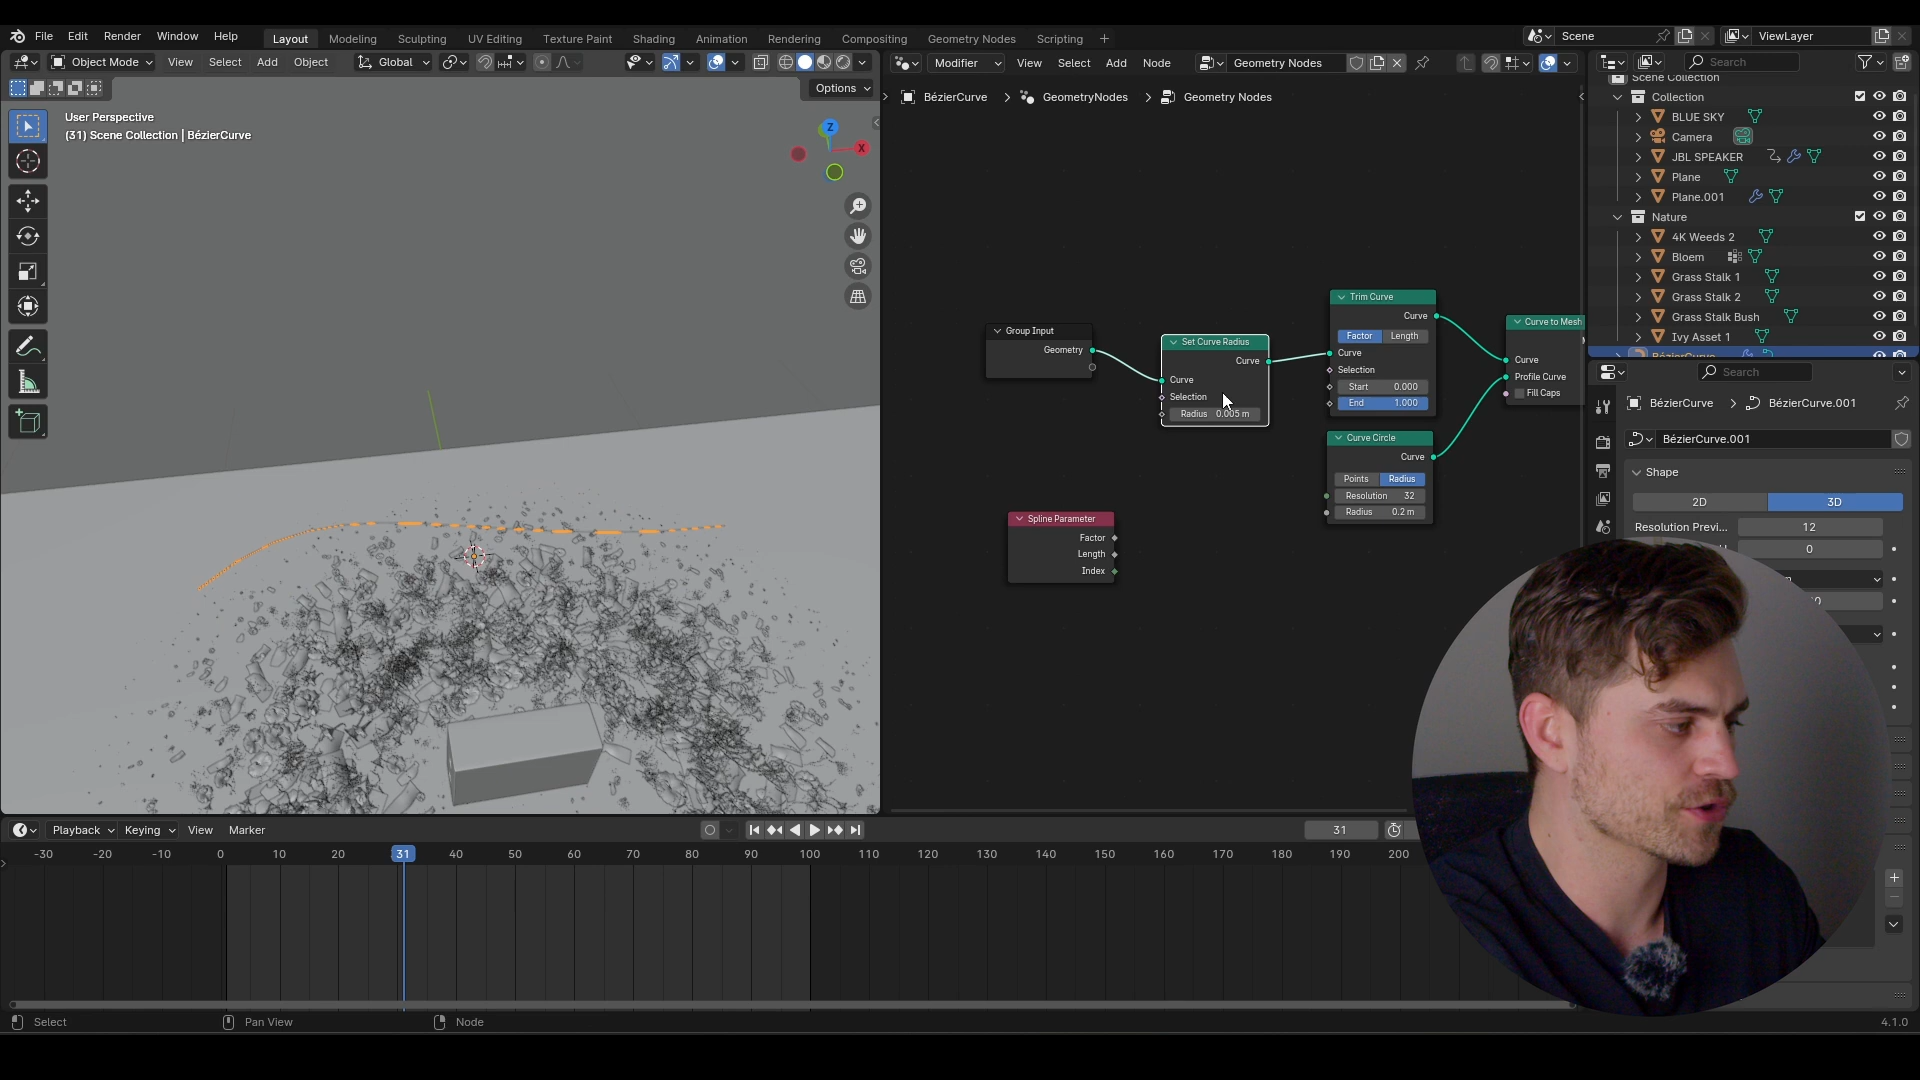 File Edit Render Window Help
Layout Modeling Sculpting UV Editing Texture Paint Shading Animation Rendering Compositing Geometry Nodes Scripting +
Scene
ViewLayer
Object Mode View Select Add Object Global
Modifier View Select Add Node Geometry Nodes
Search
Options
User Perspective
(31) Scene Collection | BézierCurve
Z
X
BézierCurve > GeometryNodes > Geometry Nodes
Scene Collection
Collection
BLUE SKY
Camera
JBL SPEAKER
Plane
Plane.001
Nature
4K Weeds 2
Bloem
Grass Stalk 1
Grass Stalk 2
Grass Stalk Bush
Ivy Asset 1
BézierCurve
Group Input
Geometry
Set Curve Radius
Curve
Curve
Selection
Radius 0.005 m
Trim Curve
Curve
Factor Length
Curve
Selection
Start 0.000
End 1.000
Curve to Mesh
Curve
Profile Curve
Fill Caps
Curve Circle
Curve
Points Radius
Resolution 32
Radius 0.2 m
Spline Parameter
Factor
Length
Index
Search
BézierCurve > BézierCurve.001
BézierCurve.001
Shape
2D 3D
Resolution Previ... 12
0
Playback Keying View Marker
31
-30 -20 -10 0 10 20 31 40 50 60 70 80 90 100 110 120 130 140 150 160 170 180 190 200
Select Pan View Node
4.1.0